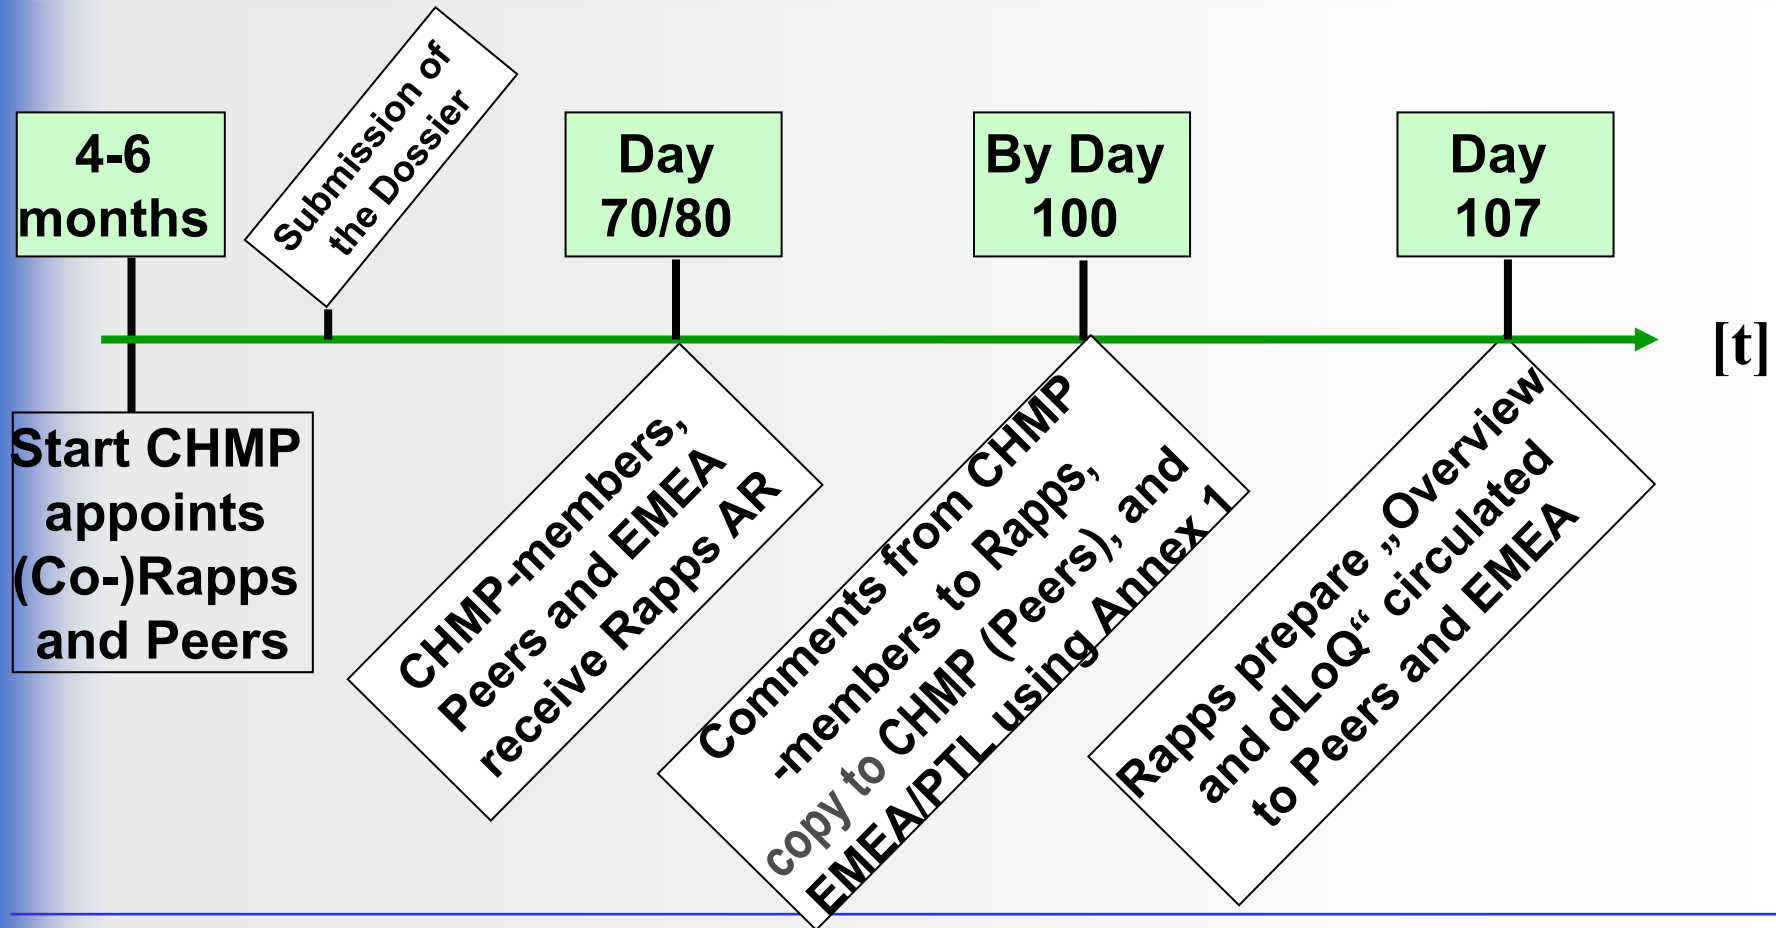 4-6
months
Submission of
the Dossier
Day
70/80
By Day
100
Day
107
[t]
Start CHMP
appoints
(Co-)Rapps
and Peers
CHMP-members,
Peers and EMEA
receive Rapps AR
Comments from CHMP
-members to Rapps,
copy to CHMP (Peers), and
EMEA/PTL using Annex 1
Rapps prepare „Overview
and dLoQ“ circulated
to Peers and EMEA